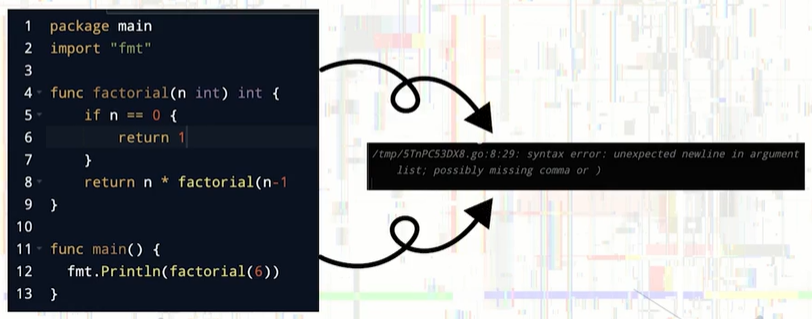 1 package main
2 import "fmt"
3
4 func factorial(n int) int {
5 if n == 0 {
6 return 1
7 }
8 return n * factorial(n-1
9 }
10
11 func main() {
12 fmt.Println(factorial(6))
13 }
/tmp/5TnPC53DX8.go:8:29: syntax error: unexpected newline in argument
list; possibly missing comma or )